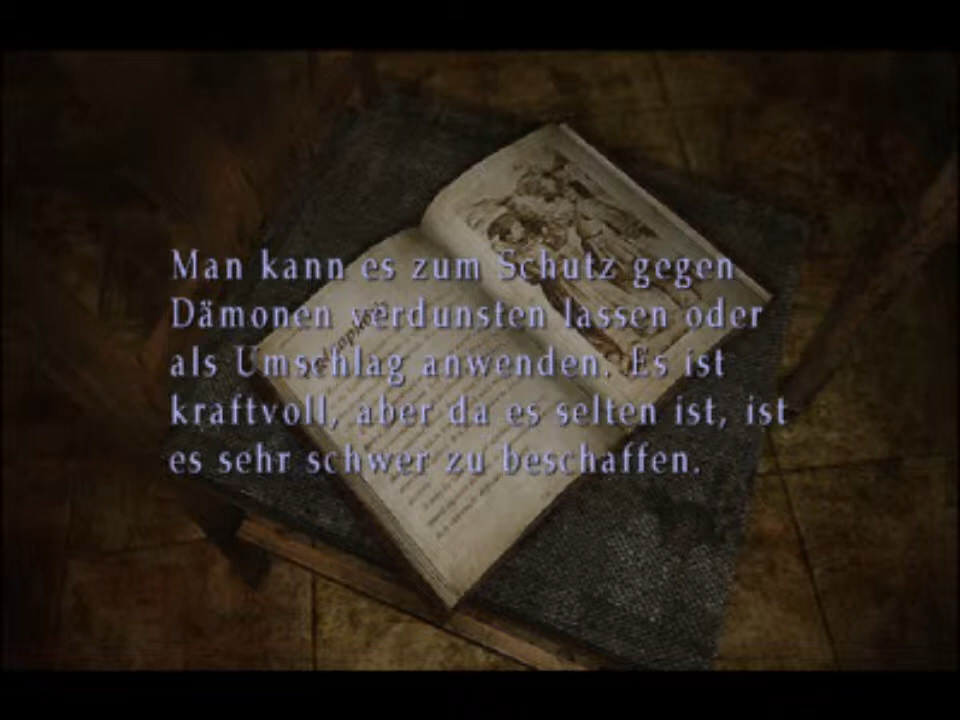 Man kann es zum Schutz gegen
Dämonen verdunsten lassen oder
als Umschlag anwenden. Es ist
kraftvoll, aber da es selten ist, ist
es sehr schwer zu beschaffen.